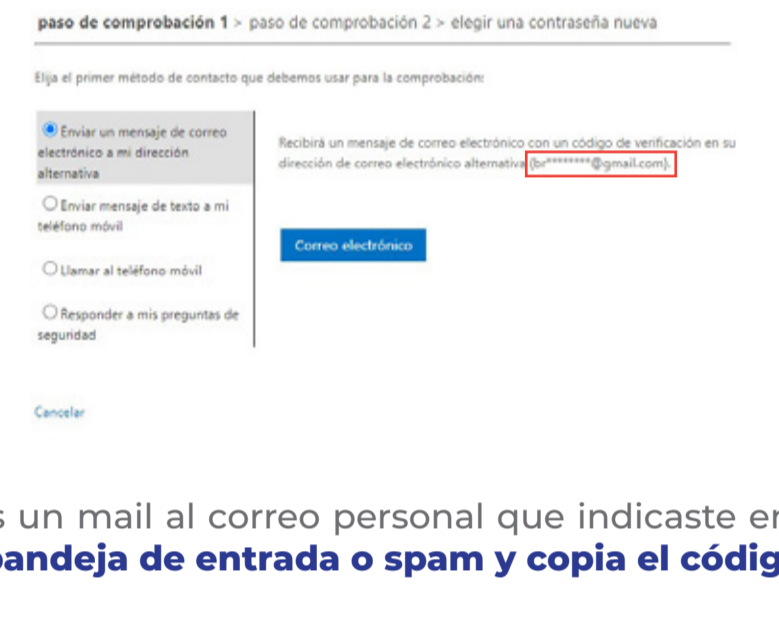 paso de comprobación 1 > paso de comprobación 2 > elegir una contraseña nueva
Elija el primer método de contacto que debemos usar para la comprobación:
Enviar un mensaje de correo
electrónico a mi dirección
alternativa
Recibirá un mensaje de correo electrónico con un código de verificación en su
dirección de correo electrónico alternativa (br********@gmail.com).
Enviar mensaje de texto a mi
teléfono móvil
Correo electrónico
Llamar al teléfono móvil
Responder a mis preguntas de
seguridad
Cancelar
s un mail al correo personal que indicaste en
bandeja de entrada o spam y copia el códig